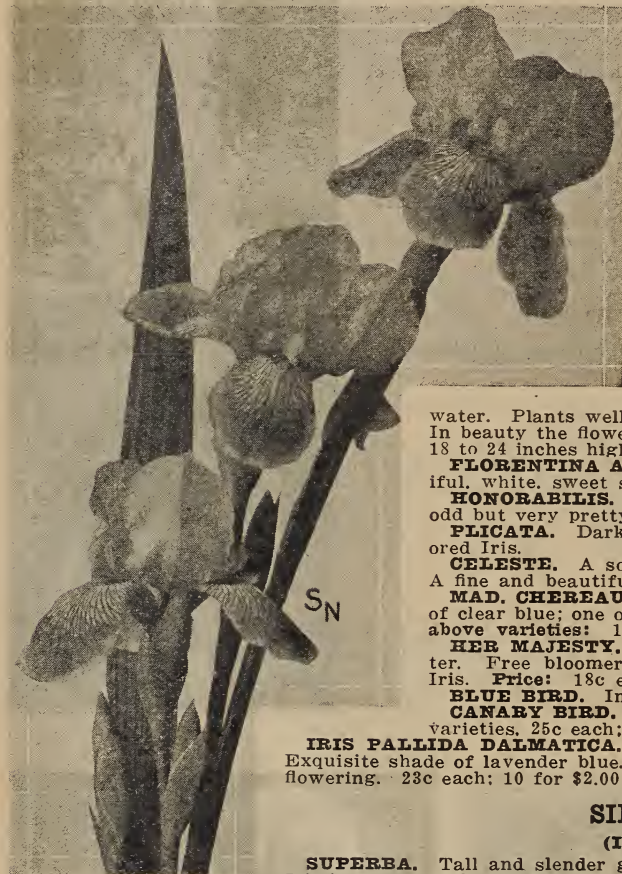 SN
water. Plants well
In beauty the flowe
18 to 24 inches high
FLORENTINA A
iful, white, sweet s
HONORABILIS.
odd but very pretty
PLICATA. Dark
ored Iris.
CELESTE. A so
A fine and beautifu
MAD. CHEREAU
of clear blue; one o
above varieties: 1
HER MAJESTY.
ter. Free bloomer
Iris. Price: 18c e
BLUE BIRD. In
CANARY BIRD.
varieties, 25c each;
IRIS PALLIDA DALMATICA.
Exquisite shade of lavender blue.
flowering. 23c each; 10 for $2.00
SI
(I
SUPERBA. Tall and slender g